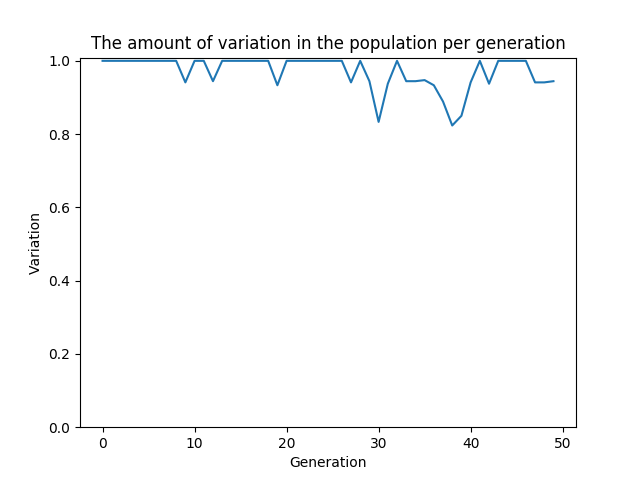 The amount of variation in the population per generation
1.0
0.8
0.6
0.4
0.2
0.0
Variation
0 10 20 30 40 50
Generation